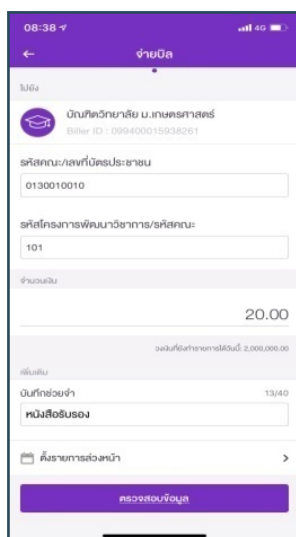 08:38
4G
จ่ายบิล
ไปยัง
บัณฑิตวิทยาลัย ม.เกษตรศาสตร์
Biller ID : 099400015938261
รหัสคณะ/เลขที่บัตรประชาชน
0130010010
รหัสโครงการพัฒนาวิชาการ/รหัสคณะ
101
จำนวนเงิน
20.00
วงเงินที่ยังทำรายการได้วันนี้: 2,000,000.00
เพิ่มเติม
บันทึกช่วยจำ
13/40
หนังสือรับรอง
ตั้งรายการล่วงหน้า
ตรวจสอบข้อมูล